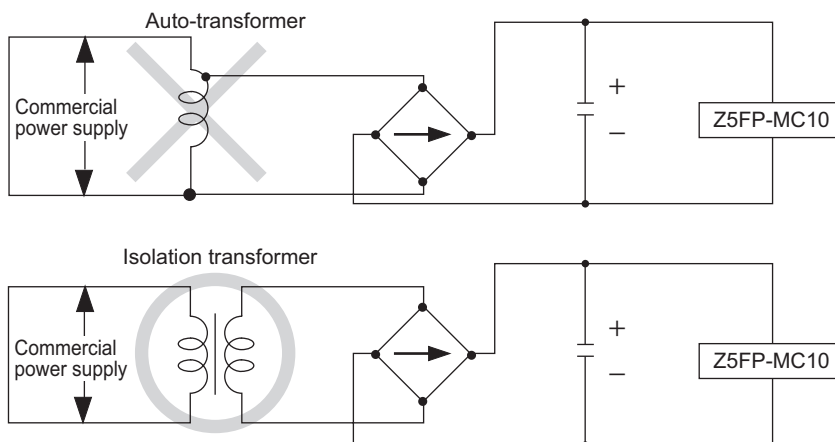 Auto-transformer
Commercial
power supply
+
−
Z5FP-MC10
Isolation transformer
Commercial
power supply
+
−
Z5FP-MC10